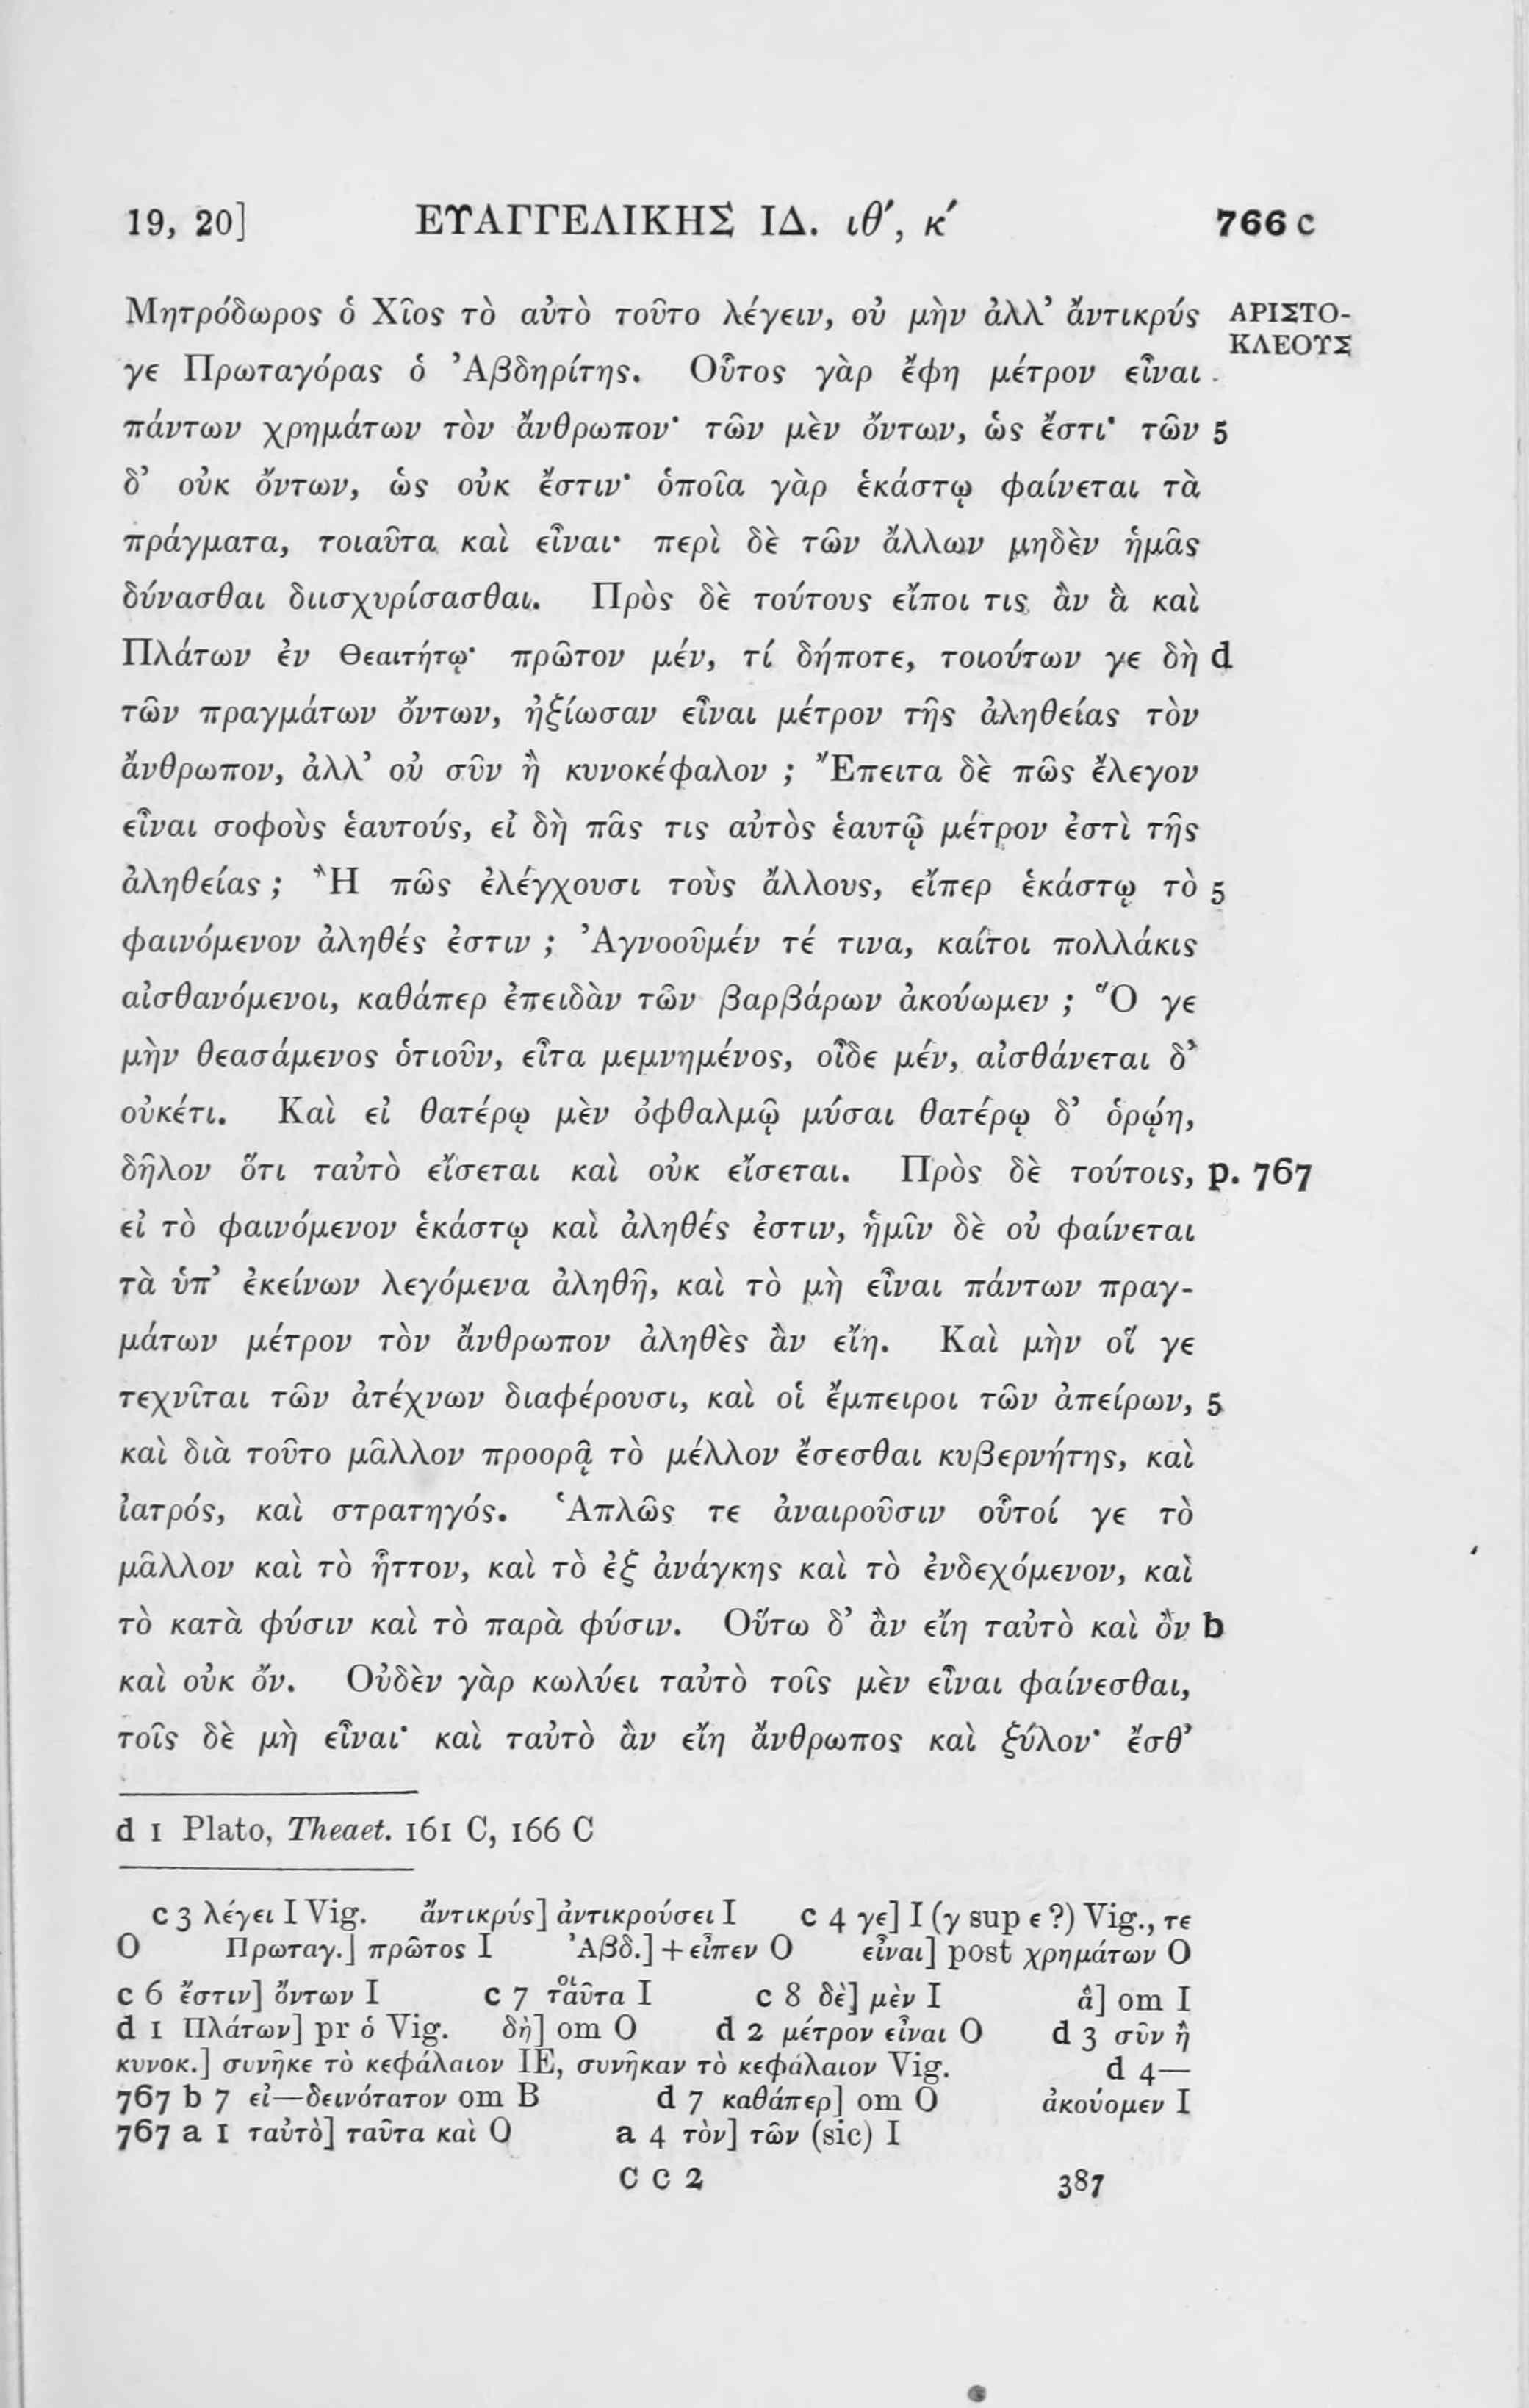 19, 20] ΕΥΑΓΓΕΛΙΚΗΣ ΙΔ. ιθ′, κ′ 766 c
Μητρόδωρος ὁ Χῖος τὸ αὐτὸ τοῦτο λέγειν, οὐ μὴν ἀλλ’ ἄντικρύς ΑΡΙΣΤΟ-
ΚΛΕΟΥΣ
γε Πρωταγόρας ὁ Ἀβδηρίτης. Οὗτος γὰρ ἔφη μέτρον εἶναι
πάντων χρημάτων τὸν ἄνθρωπον· τῶν μὲν ὄντων, ὡς ἔστι· τῶν 5
δ’ οὐκ ὄντων, ὡς οὐκ ἔστιν· ὁποῖα γὰρ ἑκάστῳ φαίνεται τὰ
πράγματα, τοιαῦτα καὶ εἶναι· περὶ δὲ τῶν ἄλλων μηδὲν ἡμᾶς
δύνασθαι διισχυρίσασθαι. Πρὸς δὲ τούτους εἴποι τις ἂν ἃ καὶ
Πλάτων ἐν Θεαιτήτῳ· πρῶτον μέν, τί δήποτε, τοιούτων γε δὴ d
τῶν πραγμάτων ὄντων, ἠξίωσαν εἶναι μέτρον τῆς ἀληθείας τὸν
ἄνθρωπον, ἀλλ’ οὐ σῦν ἢ κυνοκέφαλον ; Ἔπειτα δὲ πῶς ἔλεγον
εἶναι σοφοὺς ἑαυτούς, εἰ δὴ πᾶς τις αὐτὸς ἑαυτῷ μέτρον ἐστὶ τῆς
ἀληθείας ; Ἢ πῶς ἐλέγχουσι τοὺς ἄλλους, εἴπερ ἑκάστῳ τὸ 5
φαινόμενον ἀληθές ἐστιν ; Ἀγνοοῦμέν τέ τινα, καίτοι πολλάκις
αἰσθανόμενοι, καθάπερ ἐπειδὰν τῶν βαρβάρων ἀκούωμεν ; Ὅ γε
μὴν θεασάμενος ὁτιοῦν, εἶτα μεμνημένος, οἶδε μέν, αἰσθάνεται δ’
οὐκέτι. Καὶ εἰ θατέρῳ μὲν ὀφθαλμῷ μύσαι θατέρῳ δ’ ὁρῴη,
δῆλον ὅτι ταὐτὸ εἴσεται καὶ οὐκ εἴσεται. Πρὸς δὲ τούτοις, p. 767
εἰ τὸ φαινόμενον ἑκάστῳ καὶ ἀληθές ἐστιν, ἡμῖν δὲ οὐ φαίνεται
τὰ ὑπ’ ἐκείνων λεγόμενα ἀληθῆ, καὶ τὸ μὴ εἶναι πάντων πραγ-
μάτων μέτρον τὸν ἄνθρωπον ἀληθὲς ἂν εἴη. Καὶ μὴν οἵ γε
τεχνῖται τῶν ἀτέχνων διαφέρουσι, καὶ οἱ ἔμπειροι τῶν ἀπείρων, 5
καὶ διὰ τοῦτο μᾶλλον προορᾷ τὸ μέλλον ἔσεσθαι κυβερνήτης, καὶ
ἰατρός, καὶ στρατηγός. Ἁπλῶς τε ἀναιροῦσιν οὗτοί γε τὸ
μᾶλλον καὶ τὸ ἧττον, καὶ τὸ ἐξ ἀνάγκης καὶ τὸ ἐνδεχόμενον, καὶ
τὸ κατὰ φύσιν καὶ τὸ παρὰ φύσιν. Οὕτω δ’ ἂν εἴη ταὐτὸ καὶ ὂν b
καὶ οὐκ ὄν. Οὐδὲν γὰρ κωλύει ταὐτὸ τοῖς μὲν εἶναι φαίνεσθαι,
τοῖς δὲ μὴ εἶναι· καὶ ταὐτὸ ἂν εἴη ἄνθρωπος καὶ ξύλον· ἔσθ’
d 1 Plato, Theaet. 161 C, 166 C
c 3 λέγει I Vig. ἄντικρύς] ἀντικρούσει I c 4 γε] I (γ sup ε ?) Vig., τε
O Πρωταγ.] πρῶτος I Ἀβδ.] + εἶπεν O εἶναι] post χρημάτων O
c 6 ἔστιν] ὄντων I c 7 τοιαῦτα I c 8 δὲ] μὲν I ἃ] om I
d 1 Πλάτων] pr ὁ Vig. δὴ] om O d 2 μέτρον εἶναι O d 3 σῦν ἢ
κυνοκ.] συνῆκε τὸ κεφάλαιον IE, συνῆκαν τὸ κεφάλαιον Vig. d 4—
767 b 7 εἰ—δεινότατον om B d 7 καθάπερ] om O ἀκούομεν I
767 a 1 ταὐτὸ] ταῦτα καὶ O a 4 τὸν] τῶν (sic) I
C C 2 387